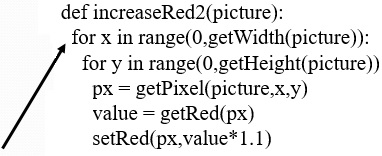 def increaseRed2(picture):
for x in range(0,getWidth(picture)):
for y in range(0,getHeight(picture))
px = getPixel(picture,x,y)
value = getRed(px)
setRed(px,value*1.1)